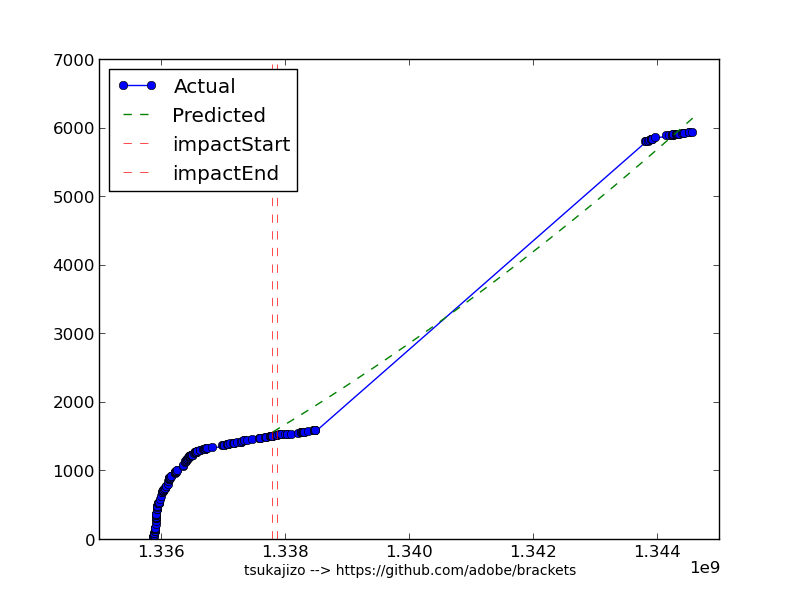 7000
6000
5000
4000
3000
2000
1000
0
Actual
Predicted
impactStart
impactEnd
1.336 1.338 1.340 1.342 1.344
1e9
tsukajizo --> https://github.com/adobe/brackets